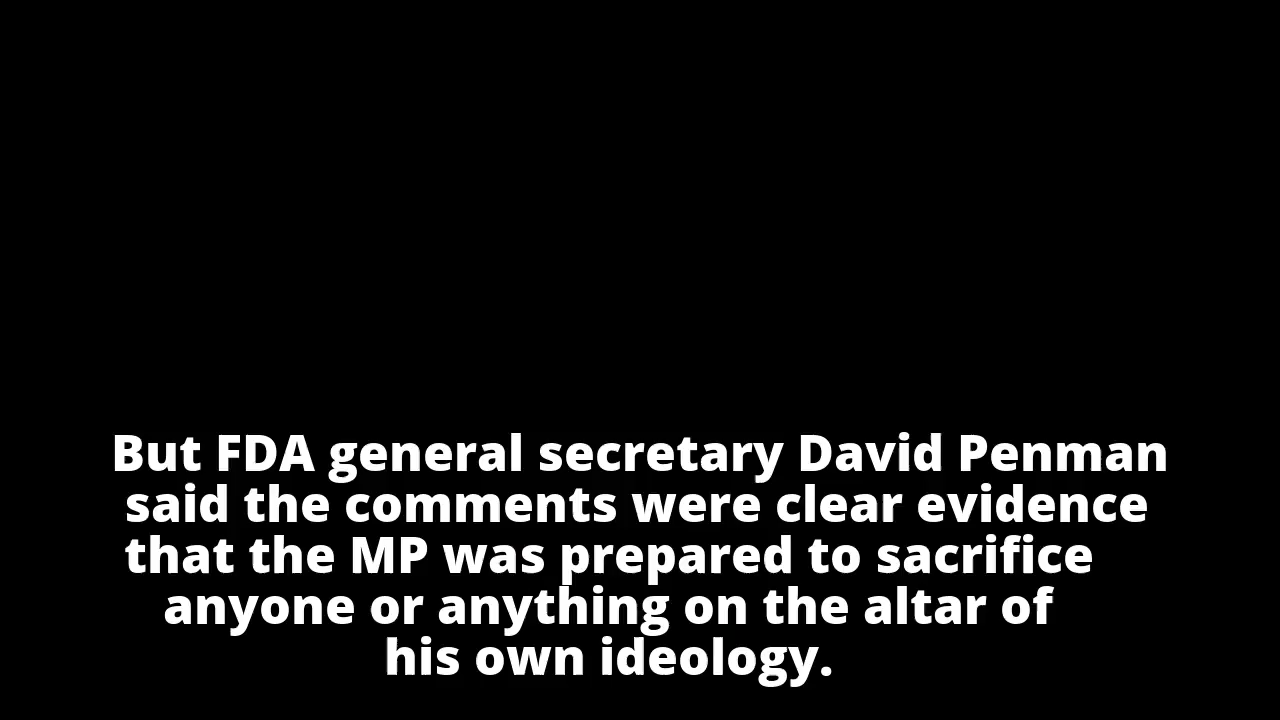 But FDA general secretary David Penman
said the comments were clear evidence
that the MP was prepared to sacrifice
anyone or anything on the altar of
his own ideology.